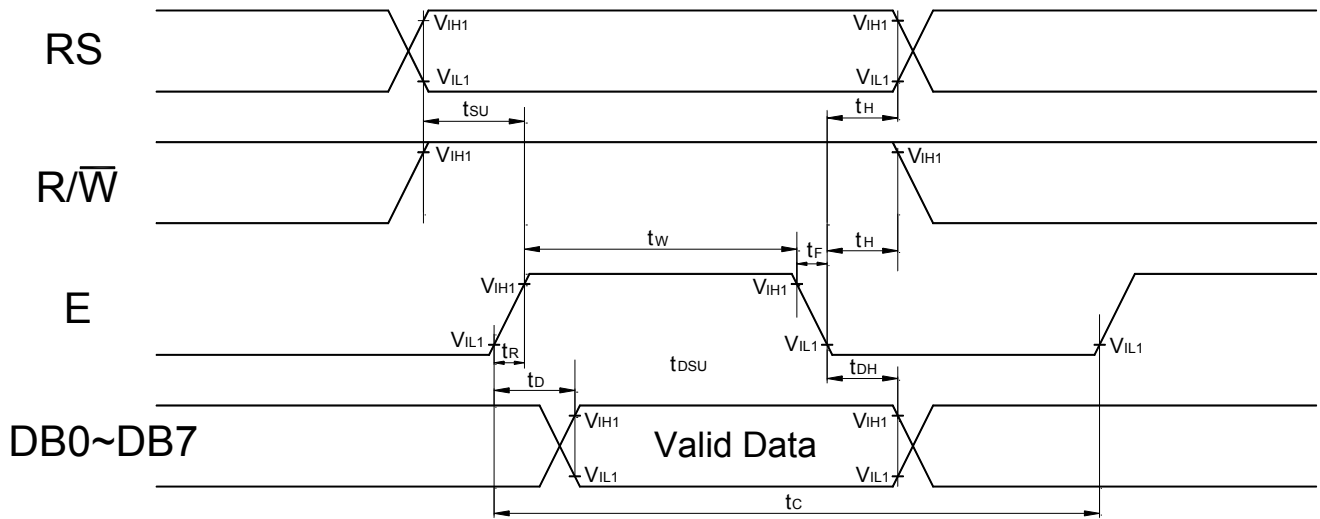 VIH1 VIH1
RS
VIL1 VIL1
tSU tH
VIH1 VIH1
R/W̅
tW tF tH
VIH1 VIH1
E
VIL1 VIL1 VIL1
tR
tD tDSU tDH
VIH1 VIH1
DB0~DB7 Valid Data
VIL1 VIL1
tC